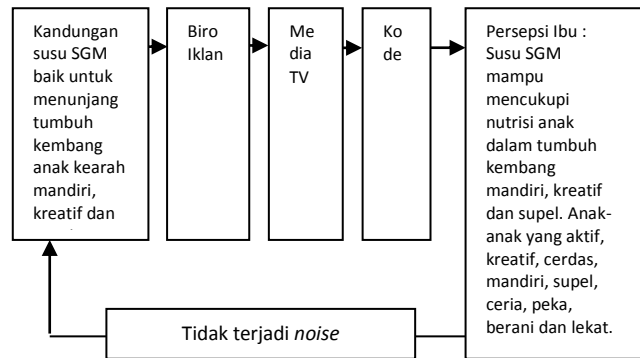 Kandungan
susu SGM
baik untuk
menunjang
tumbuh
kembang
anak kearah
mandiri,
kreatif dan
Biro
Iklan
Me
dia
TV
Ko
de
Persepsi Ibu :
Susu SGM
mampu
mencukupi
nutrisi anak
dalam tumbuh
kembang
mandiri, kreatif
dan supel. Anak-
anak yang aktif,
kreatif, cerdas,
mandiri, supel,
ceria, peka,
berani dan lekat.
Tidak terjadi noise